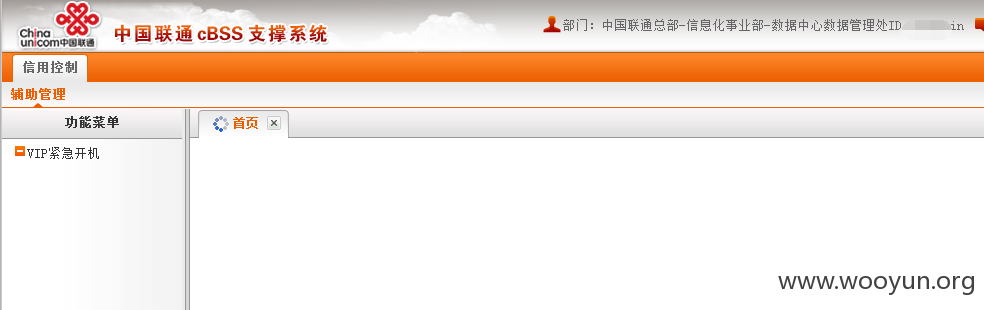 China
unicom中国联通
中国联通 cBSS 支撑系统
部门：中国联通总部-信息化事业部-数据中心数据管理处ID
in
信用控制
辅助管理
功能菜单
首页
VIP紧急开机
www.wooyun.org